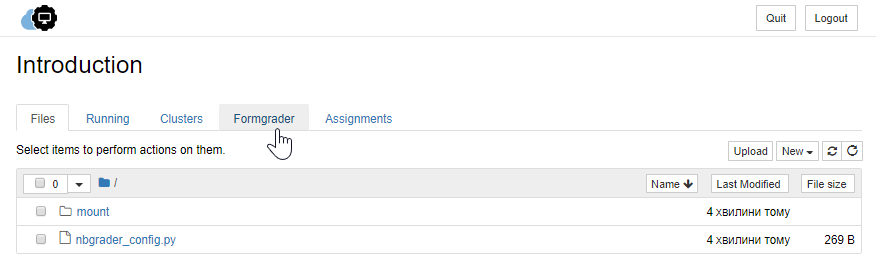 Quit Logout
Introduction
Files Running Clusters Formgrader Assignments
Select items to perform actions on them. Upload New
0 / Name Last Modified File size
mount 4 хвилини тому
nbgrader_config.py 4 хвилини тому 269 B